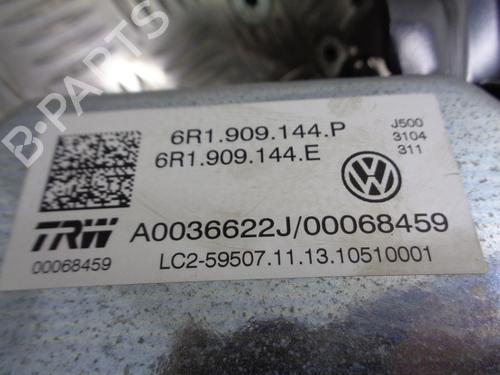 6R1.909.144.P
6R1.909.144.E
J500
3104
311
TRW
A0036622J/00068459
00068459
LC2-59507.11.13.10510001
B-Parts